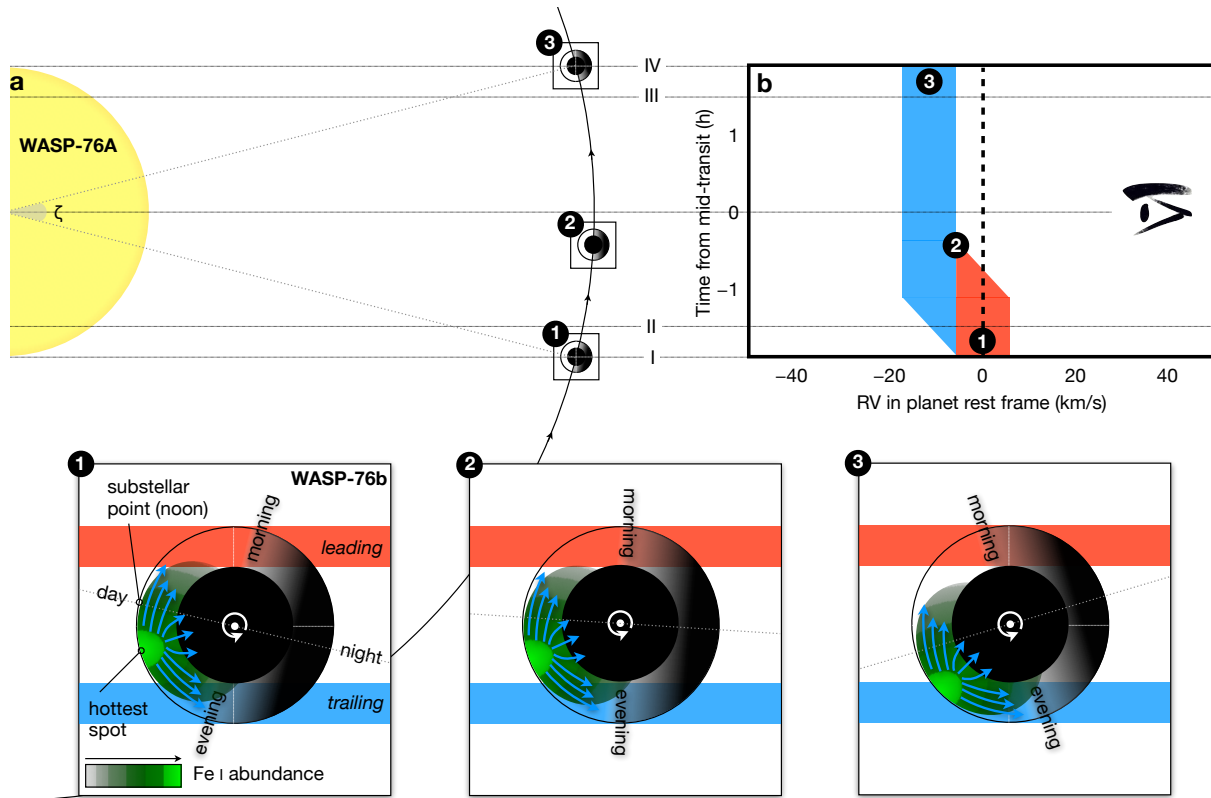 a
WASP-76A
ζ
3
2
1
IV
III
II
I
b
3
2
1
Time from mid-transit (h)
1
0
−1
−40
−20
0
20
40
RV in planet rest frame (km/s)
1
WASP-76b
substellar
point (noon)
morning
leading
day
night
hottest
spot
evening
trailing
Fe I abundance
2
morning
evening
3
morning
evening